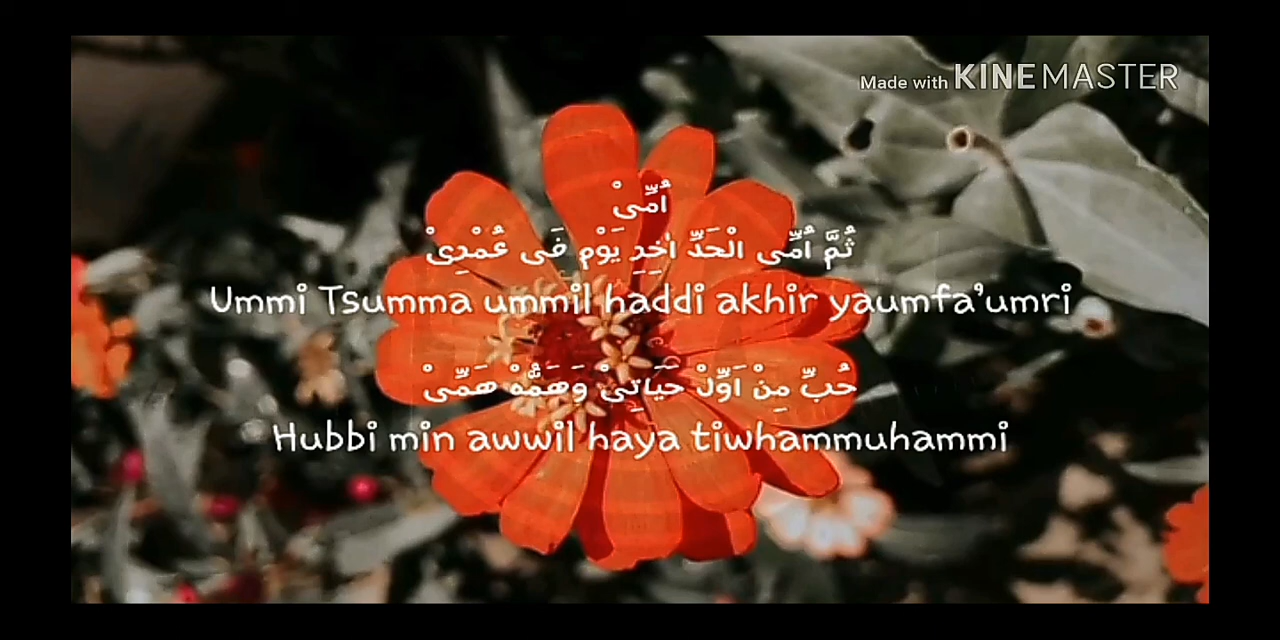 Made with KINEMASTER
اُمِّىْ
ثُمَّ اُمِّى الْحَدِّ اٰخِرِ يَوْم فَى عُمْرِىْ
Ummi Tsumma ummil haddi akhir yaumfa'umri
حُبِّ مِنْ اَوِّلْ حَيَاتِىْ وَهَمُّهْ هَمِّىْ
Hubbi min awwil haya tiwhammuhammi